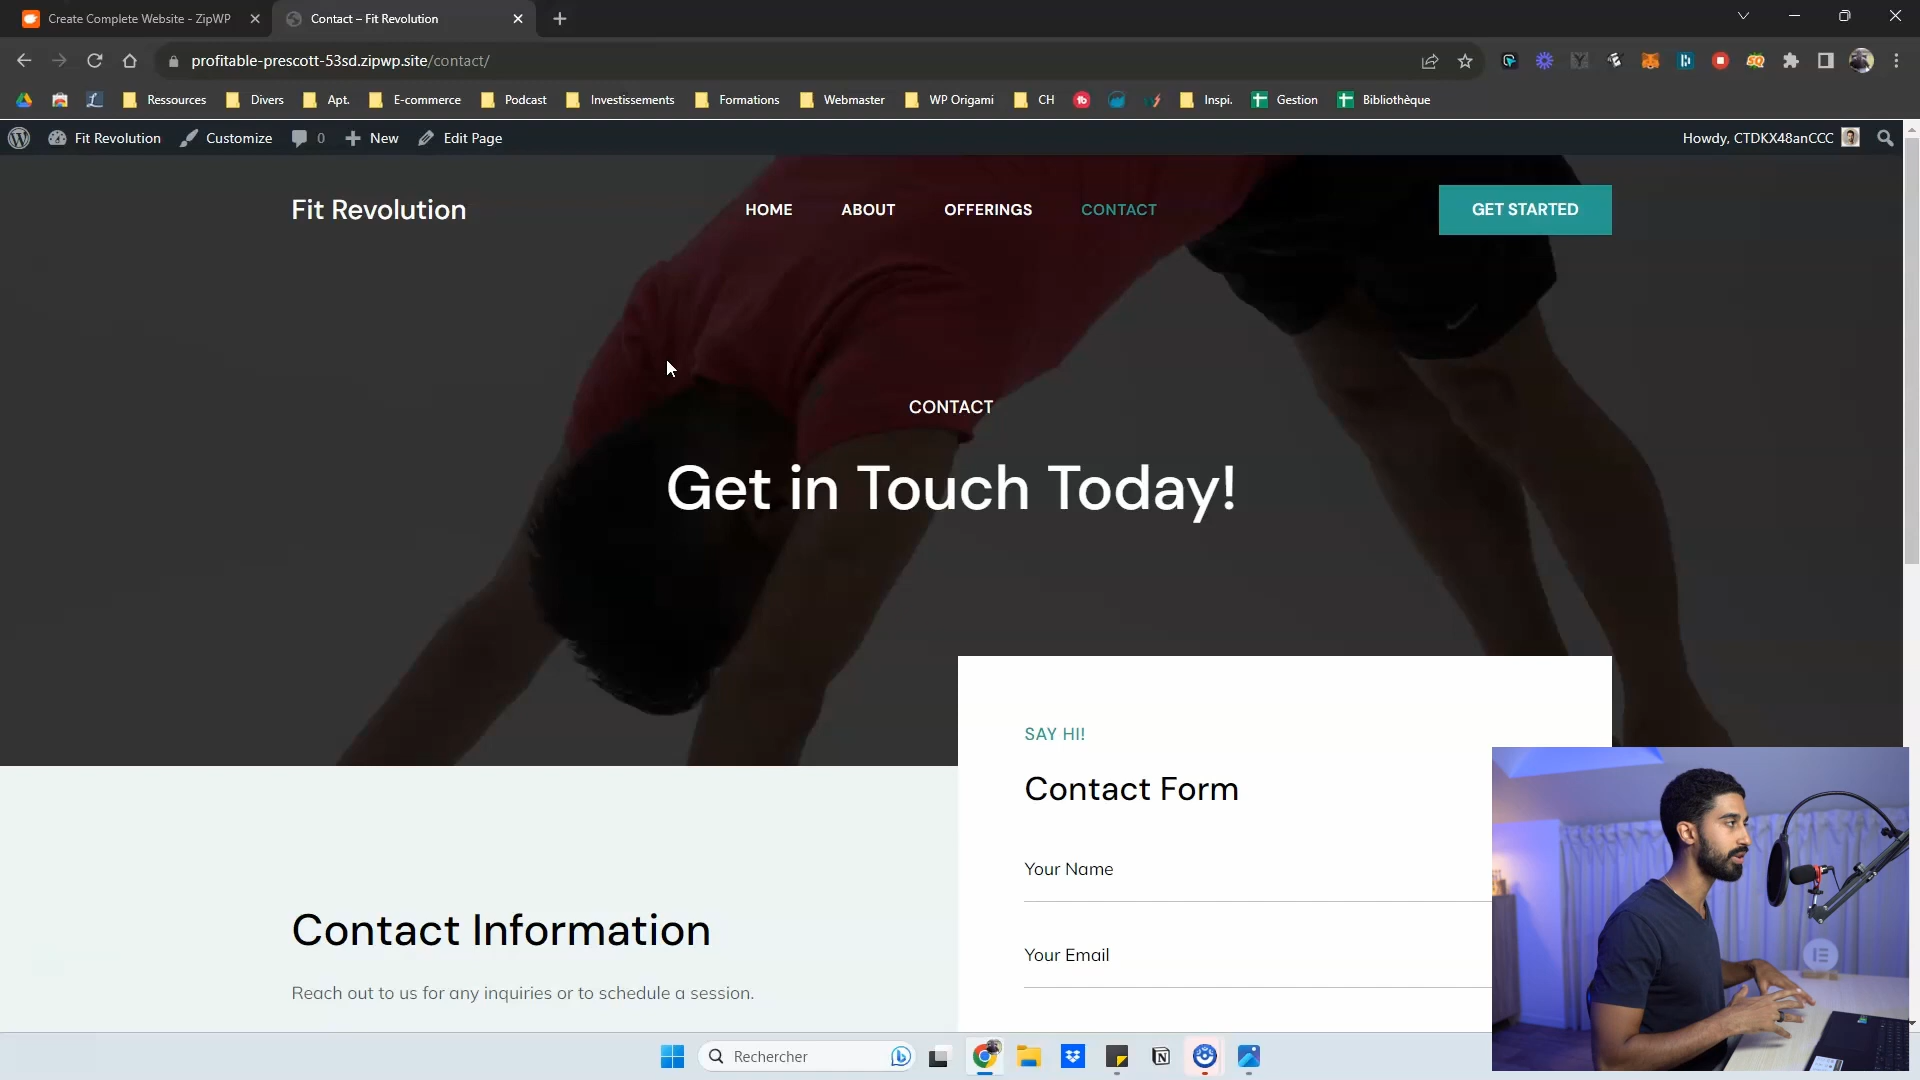 Create Complete Website - ZipWP
Contact – Fit Revolution
profitable-prescott-53sd.zipwp.site/contact/
Ressources
Divers
Apt.
E-commerce
Podcast
Investissements
Formations
Webmaster
WP Origami
CH
Inspi.
Gestion
Bibliothèque
Fit Revolution
Customize
0
New
Edit Page
Howdy, CTDKX48anCCC
Fit Revolution
HOME
ABOUT
OFFERINGS
CONTACT
GET STARTED
CONTACT
Get in Touch Today!
SAY HI!
Contact Form
Your Name
Your Email
Contact Information
Reach out to us for any inquiries or to schedule a session.
Rechercher